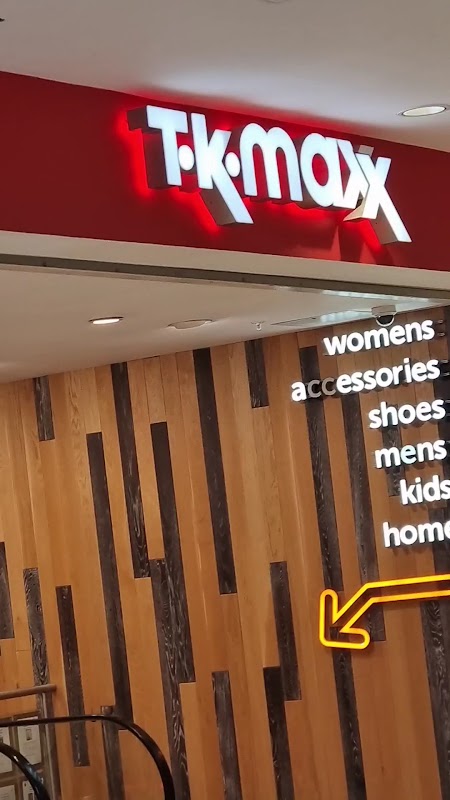 T.K.maxx
womens
accessories
shoes
mens
kids
home